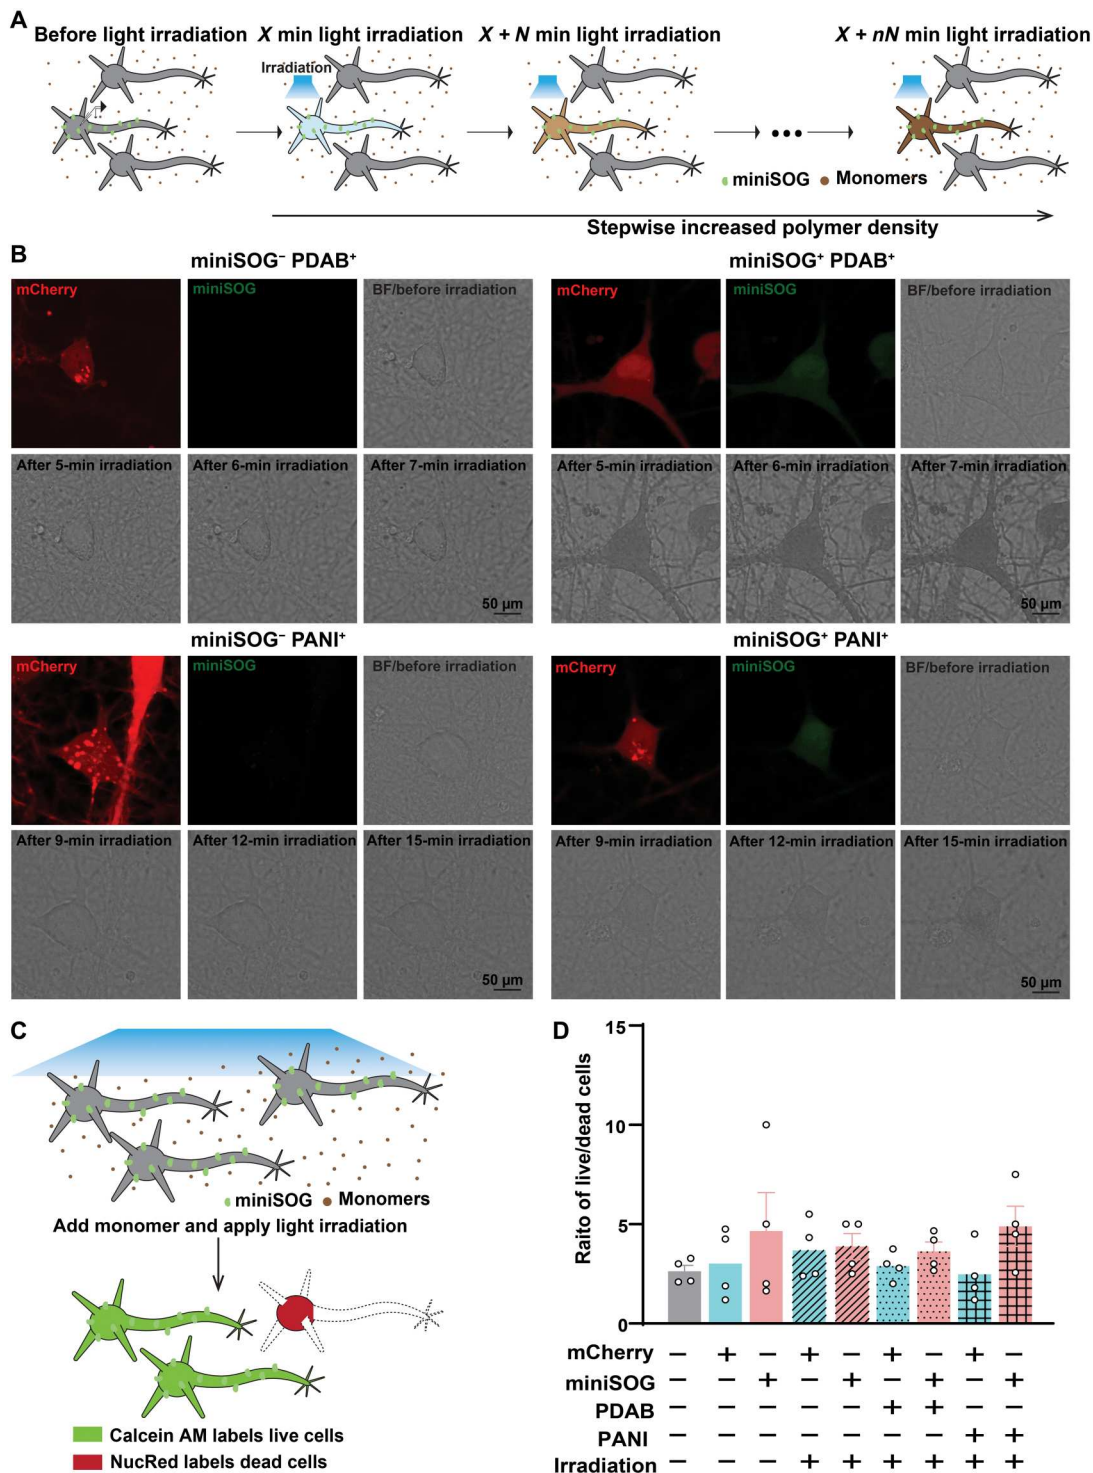 A
Before light irradiation X min light irradiation X + N min light irradiation X + nN min light irradiation
Irradiation
miniSOG Monomers
Stepwise increased polymer density
B
miniSOG⁻ PDAB⁺ miniSOG⁺ PDAB⁺
mCherry miniSOG BF/before irradiation mCherry miniSOG BF/before irradiation
After 5-min irradiation After 6-min irradiation After 7-min irradiation After 5-min irradiation After 6-min irradiation After 7-min irradiation
50 µm 50 µm
miniSOG⁻ PANI⁺ miniSOG⁺ PANI⁺
mCherry miniSOG BF/before irradiation mCherry miniSOG BF/before irradiation
After 9-min irradiation After 12-min irradiation After 15-min irradiation After 9-min irradiation After 12-min irradiation After 15-min irradiation
50 µm 50 µm
C
miniSOG Monomers
Add monomer and apply light irradiation
Calcein AM labels live cells
NucRed labels dead cells
D
Raito of live/dead cells
15
10
5
0
mCherry − + − + − + − + −
miniSOG − − + − + − + − +
PDAB − − − − − + + − −
PANI − − − − − − − + +
Irradiation − − − + + + + + +